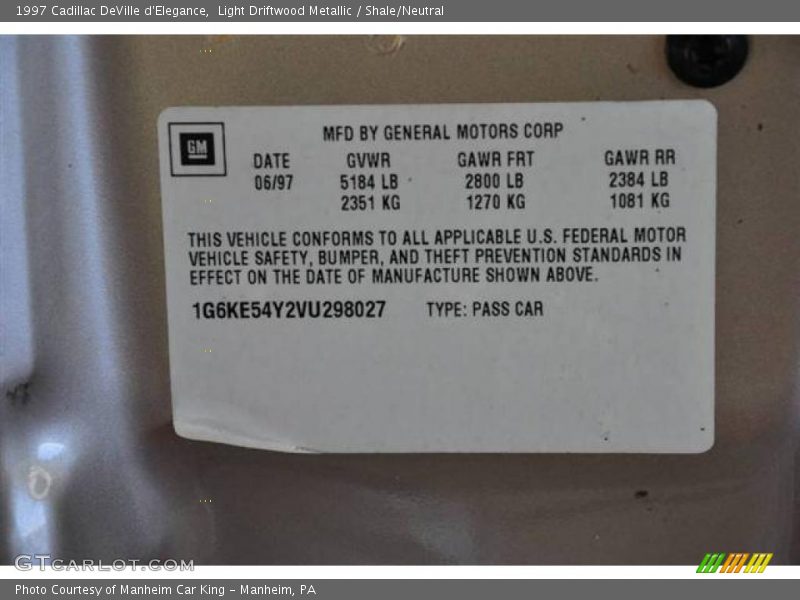 1997 Cadillac DeVille d'Elegance, Light Driftwood Metallic / Shale/Neutral
GM
MFD BY GENERAL MOTORS CORP
DATE GVWR GAWR FRT GAWR RR
06/97 5184 LB 2800 LB 2384 LB
2351 KG 1270 KG 1081 KG
THIS VEHICLE CONFORMS TO ALL APPLICABLE U.S. FEDERAL MOTOR
VEHICLE SAFETY, BUMPER, AND THEFT PREVENTION STANDARDS IN
EFFECT ON THE DATE OF MANUFACTURE SHOWN ABOVE.
1G6KE54Y2VU298027 TYPE: PASS CAR
GTCARLOT.COM
Photo Courtesy of Manheim Car King - Manheim, PA